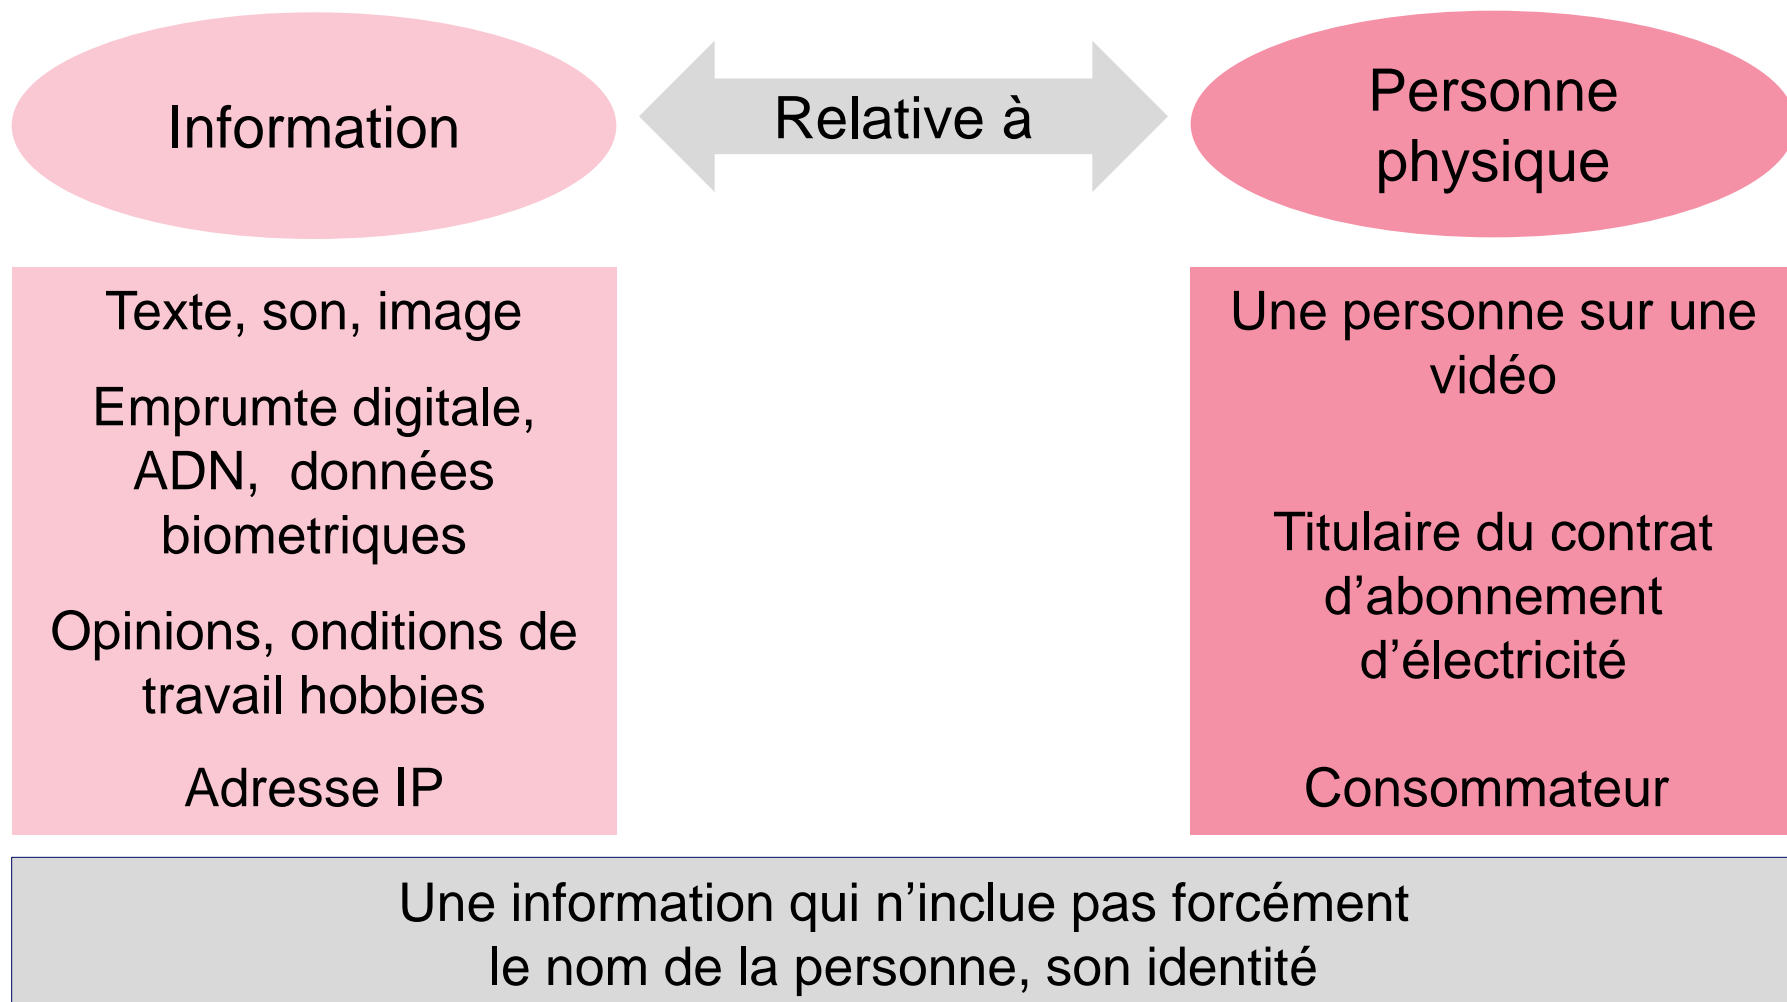 Information
Relative à
Personne
physique
Texte, son, image
Emprumte digitale,
ADN,  données
biometriques
Opinions, onditions de
travail hobbies
Adresse IP
Une personne sur une
vidéo
Titulaire du contrat
d’abonnement
d’électricité
Consommateur
Une information qui n’inclue pas forcément
le nom de la personne, son identité